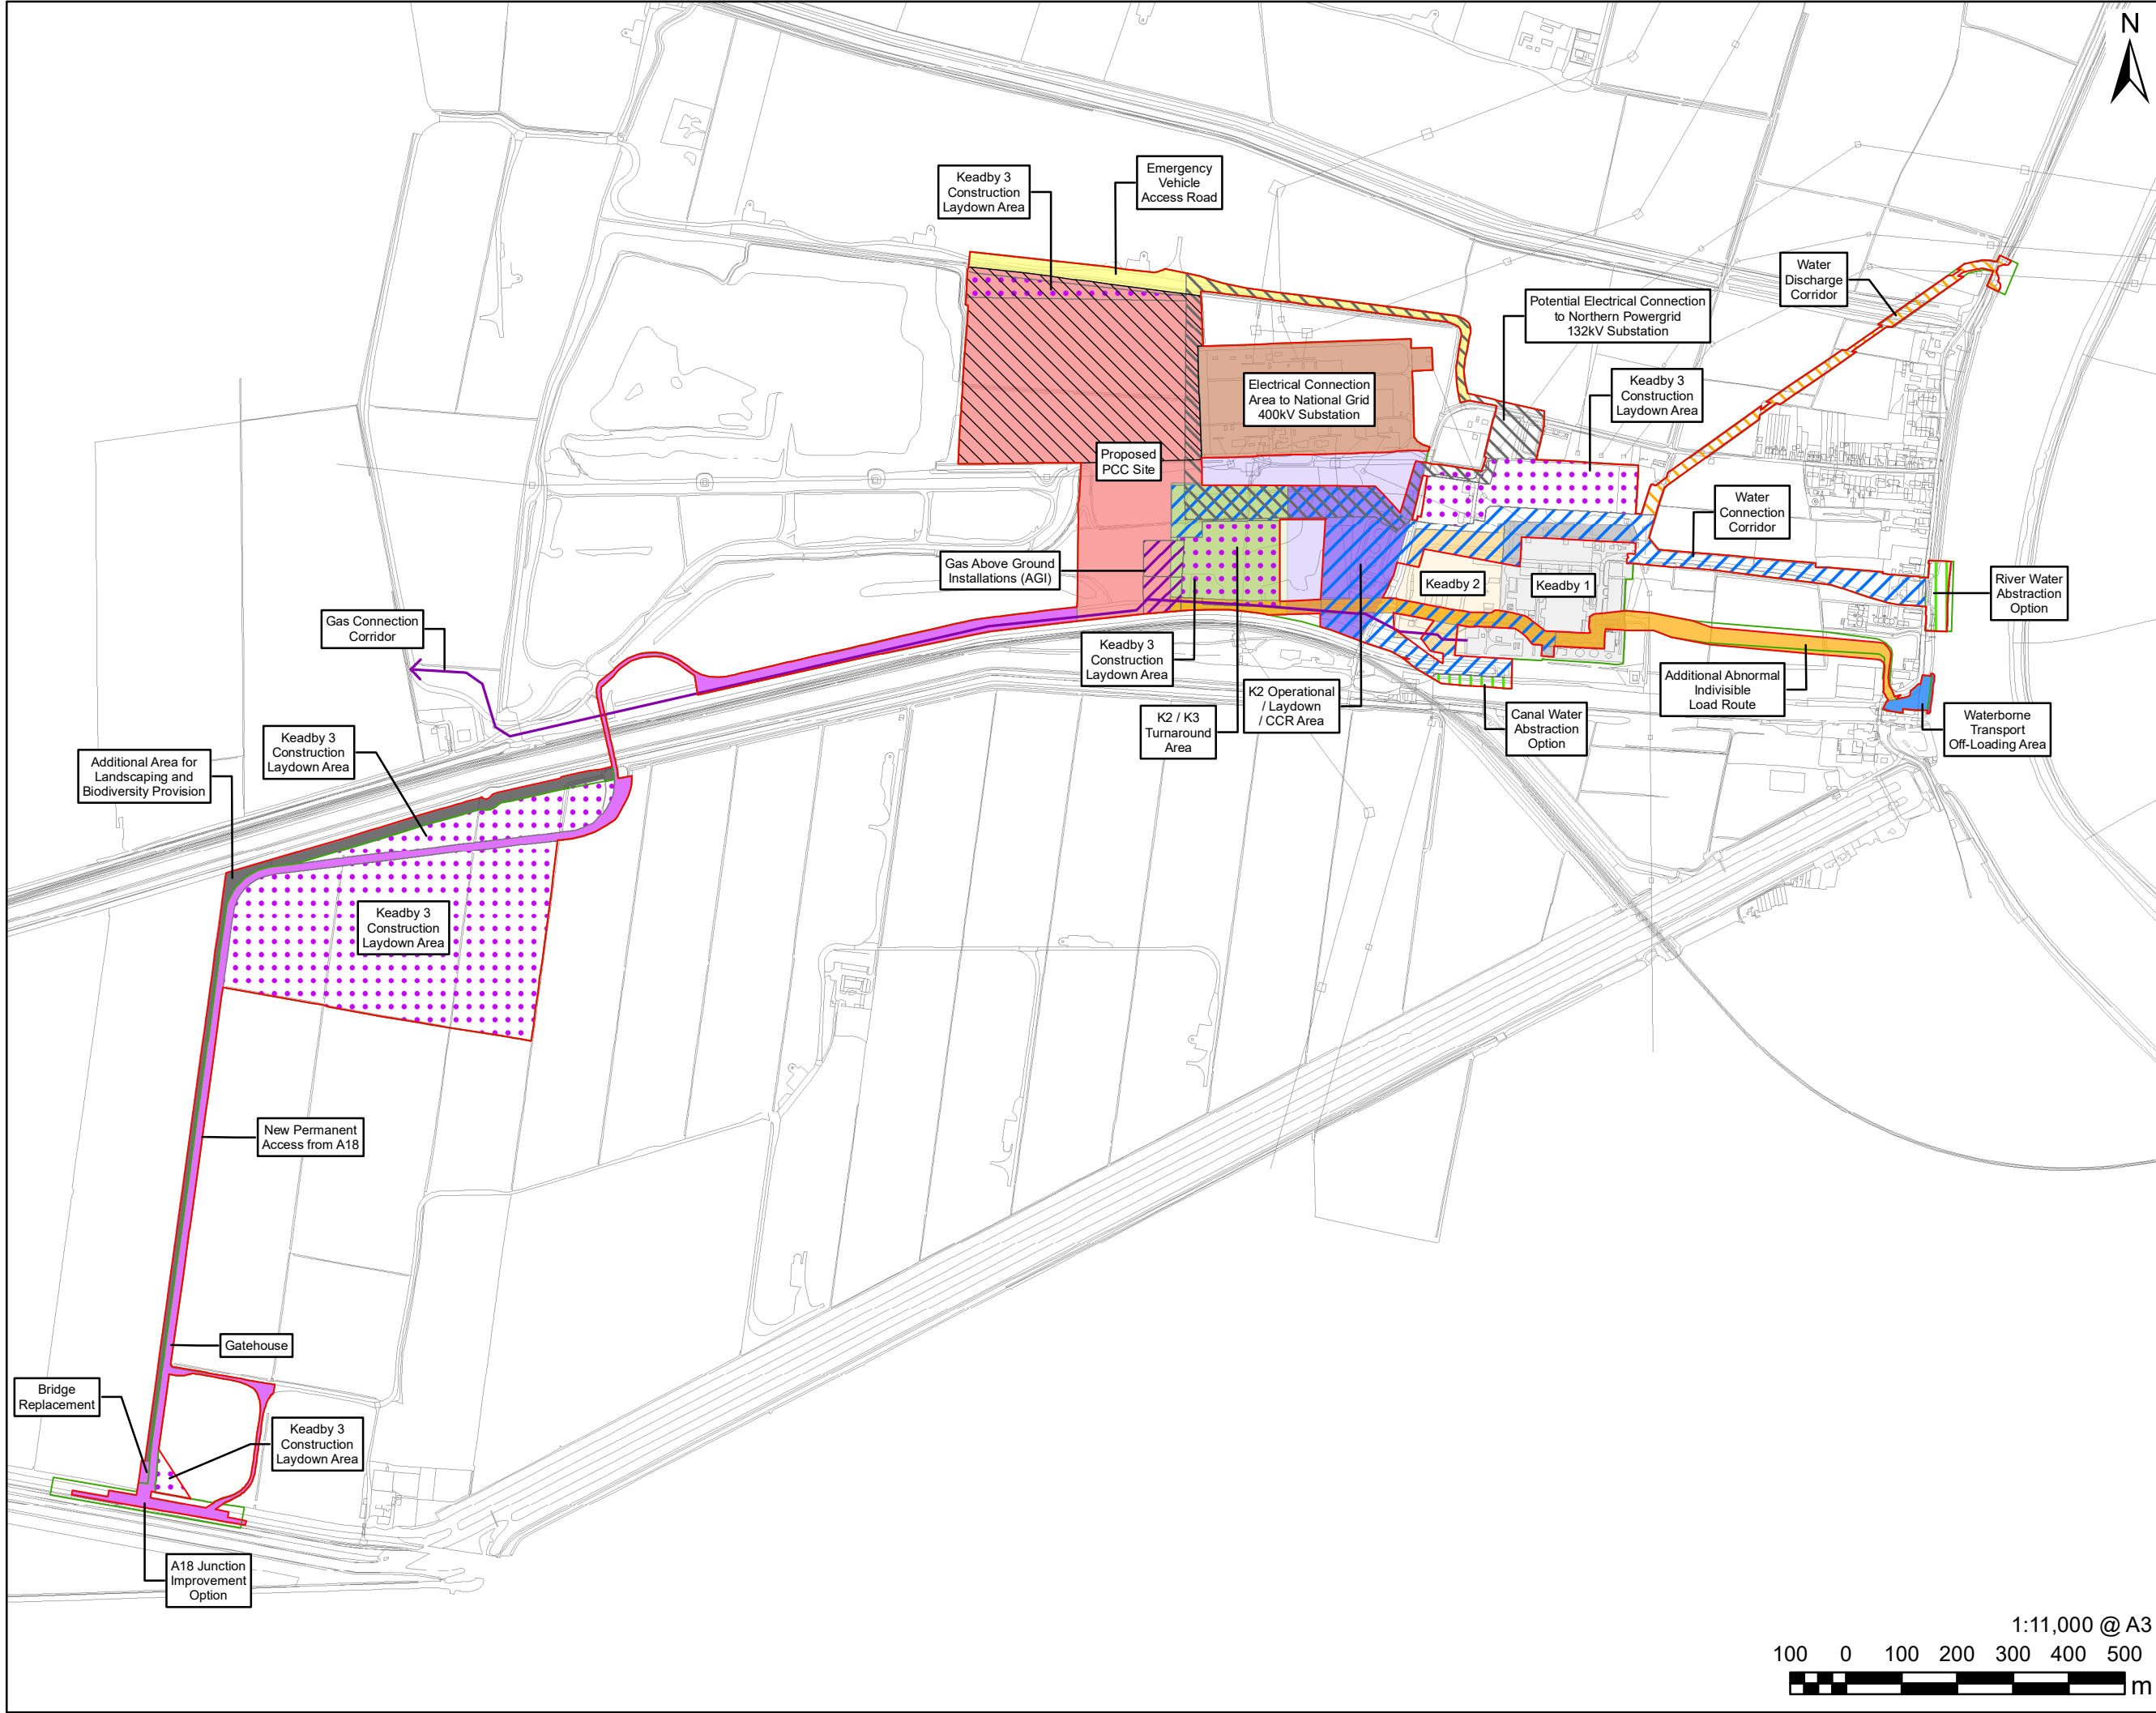 N
Keadby 3
Construction
Laydown Area
Emergency
Vehicle
Access Road
Water
Discharge
Corridor
Potential Electrical Connection
to Northern Powergrid
132kV Substation
Electrical Connection
Area to National Grid
400kV Substation
Keadby 3
Construction
Laydown Area
Proposed
PCC Site
Water
Connection
Corridor
Gas Above Ground
Installations (AGI)
Keadby 2
Keadby 1
River Water
Abstraction
Option
Gas Connection
Corridor
Keadby 3
Construction
Laydown Area
Additional Abnormal
Indivisible
Load Route
K2 Operational
/ Laydown
/ CCR Area
K2 / K3
Turnaround
Area
Canal Water
Abstraction
Option
Waterborne
Transport
Off-Loading Area
Keadby 3
Construction
Laydown Area
Additional Area for
Landscaping and
Biodiversity Provision
Keadby 3
Construction
Laydown Area
New Permanent
Access from A18
Gatehouse
Bridge
Replacement
Keadby 3
Construction
Laydown Area
A18 Junction
Improvement
Option
1:11,000 @ A3
100 0 100 200 300 400 500
m